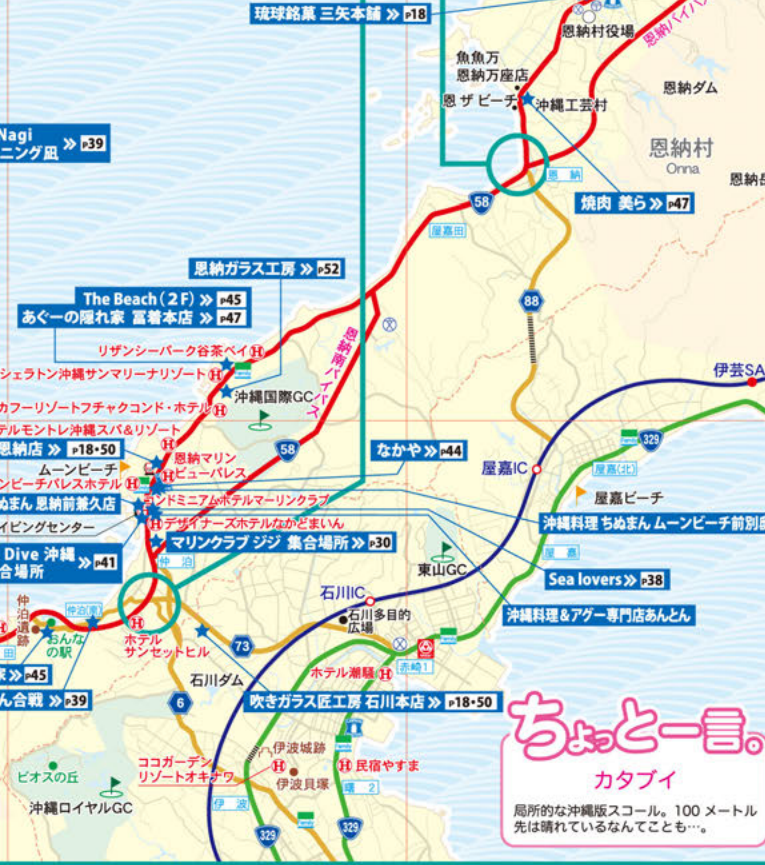 琉球銘菓 三矢本舗 ≫ p18
恩納村役場
恩納バイパス
魚魚万
恩納万座店
恩 ザ ビーチ
沖縄工芸村
恩納ダム
Nagi
ニング凪 ≫ p39
恩納村
Onna
恩納
焼肉 美ら ≫ p47
58
屋嘉田
恩納ガラス工房 ≫ p52
The Beach(2F) ≫ p45
あぐーの隠れ家 冨着本店 ≫ p47
88
恩納南バイパス
リザンシーパーク谷茶ベイ
シェラトン沖縄サンマリーナリゾート
沖縄国際GC
伊芸SA
カフーリゾートフチャクコンド・ホテル
テルモントレ沖縄スパ&リゾート
恩納店 ≫ p18・50
58
なかや ≫ p44
329
恩納マリン
ビューパレス
ムーンビーチ
屋嘉IC
屋嘉(北)
ンビーチパレスホテル
屋嘉ビーチ
ぬまん 恩納前兼久店
コンドミニアムホテルマーリンクラブ
デザイナーズホテルなかどまいん
沖縄料理 ちぬまん ムーンビーチ前別
イビングセンター
マリンクラブ ジジ 集合場所 ≫ p30
屋嘉
Dive 沖縄
合場所 ≫ p41
仲泊
東山GC
Sea lovers ≫ p38
石川IC
沖縄料理&アグー専門店あんとん
仲泊遺跡
仲泊(東)
石川多目的
広場
おんな
の駅
田
ホテル
サンセットヒル
73
赤崎1
ホテル潮騒
家 ≫ p45
石川ダム
ん合戦 ≫ p39
6
吹きガラス匠工房 石川本店 ≫ p18・50
ちょっと一言。
カタブイ
局所的な沖縄版スコール。100 メートル
先は晴れているなんてことも…。
ココガーデン
リゾートオキナワ
伊波城跡
伊波貝塚
民宿やすま
曙 2
ビオスの丘
沖縄ロイヤルGC
伊波
329
329